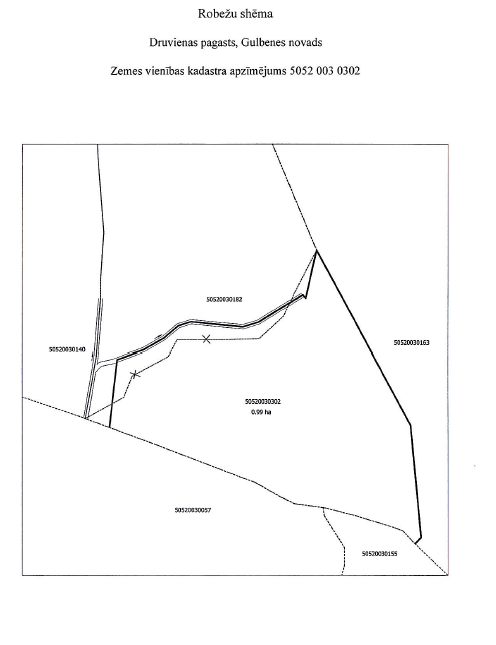 Robežu shēma
Druvienas pagasts, Gulbenes novads
Zemes vienības kadastra apzīmējums 5052 003 0302
50520030182
50520030140
50520030163
50520030302
0.99 ha
50520030057
50520030155